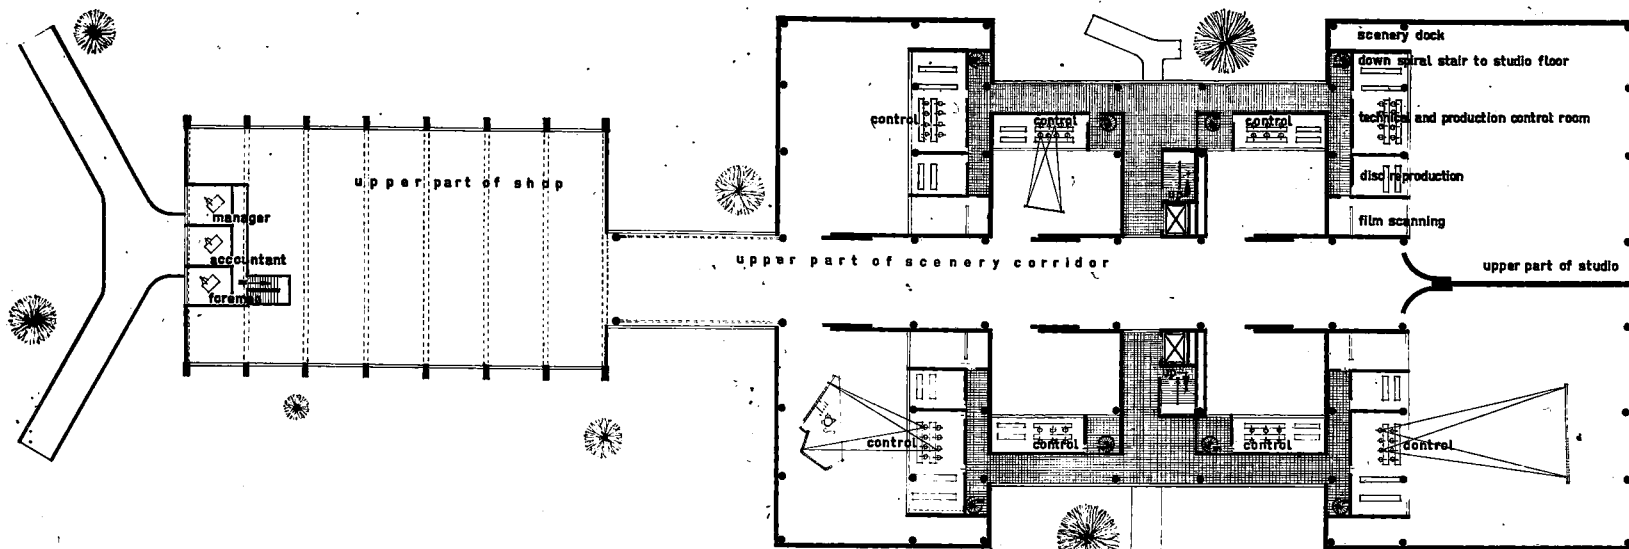 scenery dock
down spiral stair to studio floor
control
control
control
technical and production control room
upper part of shop
disc reproduction
manager
film scanning
accountant
upper part of scenery corridor
upper part of studio
foreman
up
control
control
control
control